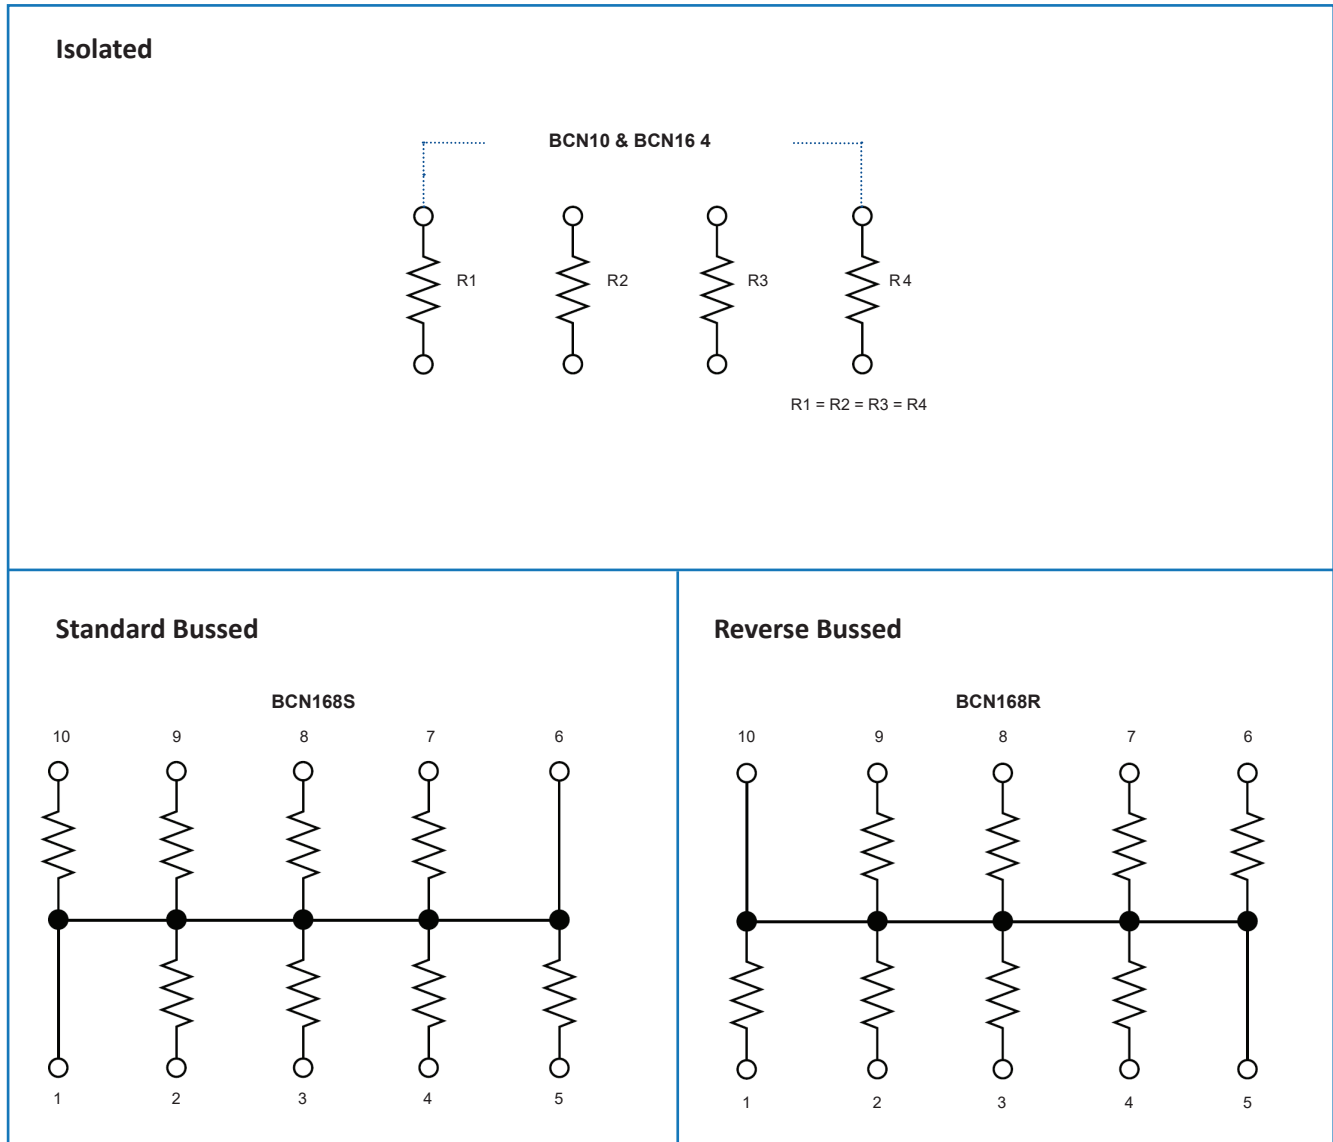 Isolated
BCN10 & BCN16 4
R1 R2 R3 R4
R1 = R2 = R3 = R4
Standard Bussed
BCN168S
10 9 8 7 6
1 2 3 4 5
Reverse Bussed
BCN168R
10 9 8 7 6
1 2 3 4 5